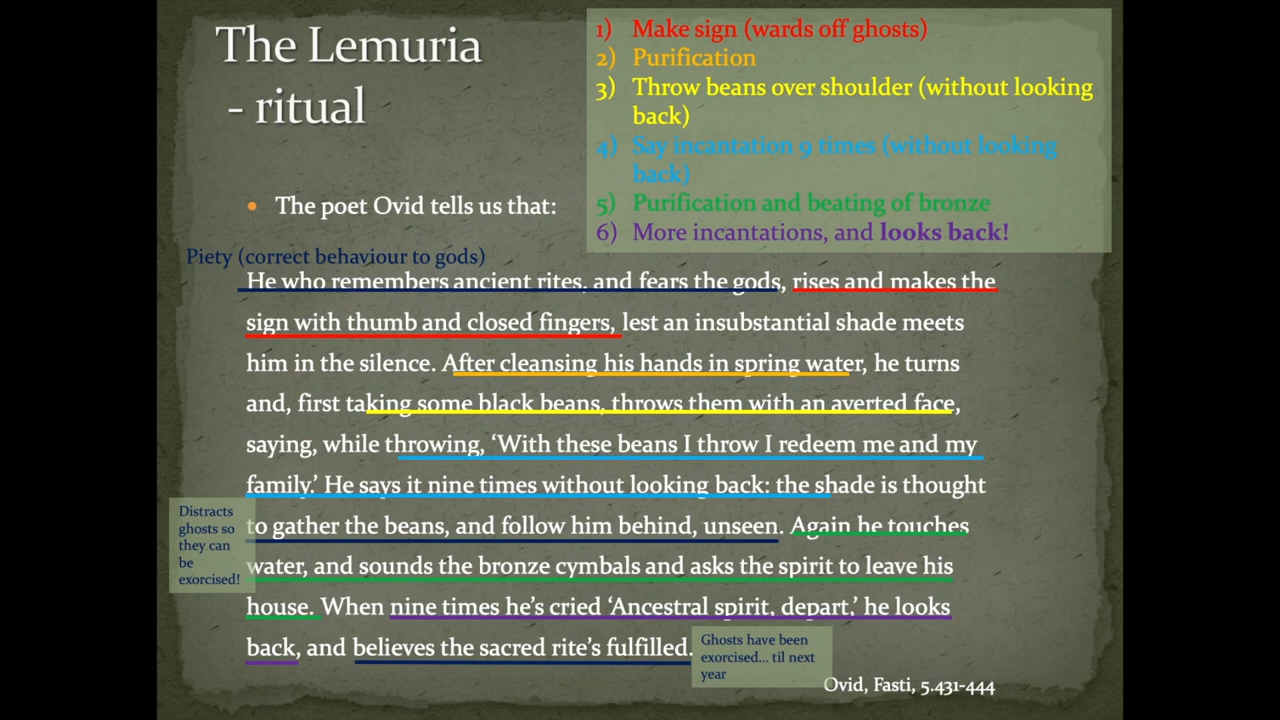 The Lemuria
- ritual
1) Make sign (wards off ghosts)
2) Purification
3) Throw beans over shoulder (without looking
back)
4) Say incantation 9 times (without looking
back)
5) Purification and beating of bronze
6) More incantations, and looks back!
• The poet Ovid tells us that:
Piety (correct behaviour to gods)
He who remembers ancient rites, and fears the gods, rises and makes the
sign with thumb and closed fingers, lest an insubstantial shade meets
him in the silence. After cleansing his hands in spring water, he turns
and, first taking some black beans, throws them with an averted face,
saying, while throwing, ‘With these beans I throw I redeem me and my
family.’ He says it nine times without looking back: the shade is thought
to gather the beans, and follow him behind, unseen. Again he touches
water, and sounds the bronze cymbals and asks the spirit to leave his
house. When nine times he’s cried ‘Ancestral spirit, depart,’ he looks
back, and believes the sacred rite’s fulfilled.
Distracts
ghosts so
they can
be
exorcised!
Ghosts have been
exorcised... til next
year
Ovid, Fasti, 5.431-444